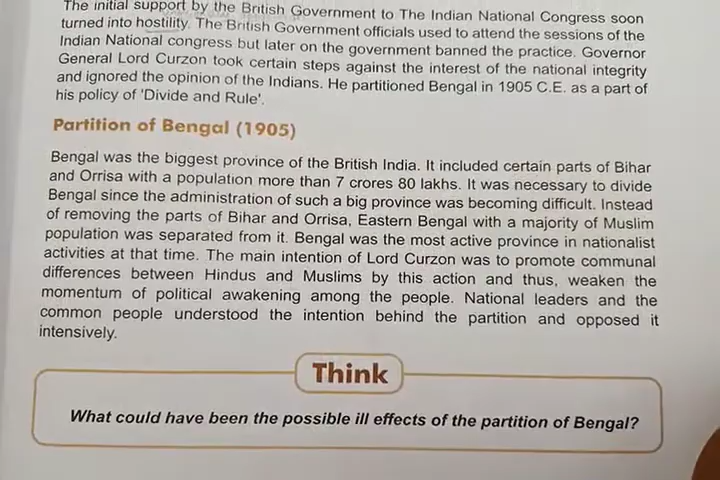 The initial support by the British Government to The Indian National Congress soon
turned into hostility. The British Government officials used to attend the sessions of the
Indian National congress but later on the government banned the practice. Governor
General Lord Curzon took certain steps against the interest of the national integrity
and ignored the opinion of the Indians. He partitioned Bengal in 1905 C.E. as a part of
his policy of 'Divide and Rule'.
Partition of Bengal (1905)
Bengal was the biggest province of the British India. It included certain parts of Bihar
and Orrisa with a population more than 7 crores 80 lakhs. It was necessary to divide
Bengal since the administration of such a big province was becoming difficult. Instead
of removing the parts of Bihar and Orrisa, Eastern Bengal with a majority of Muslim
population was separated from it. Bengal was the most active province in nationalist
activities at that time. The main intention of Lord Curzon was to promote communal
differences between Hindus and Muslims by this action and thus, weaken the
momentum of political awakening among the people. National leaders and the
common people understood the intention behind the partition and opposed it
intensively.
Think
What could have been the possible ill effects of the partition of Bengal?